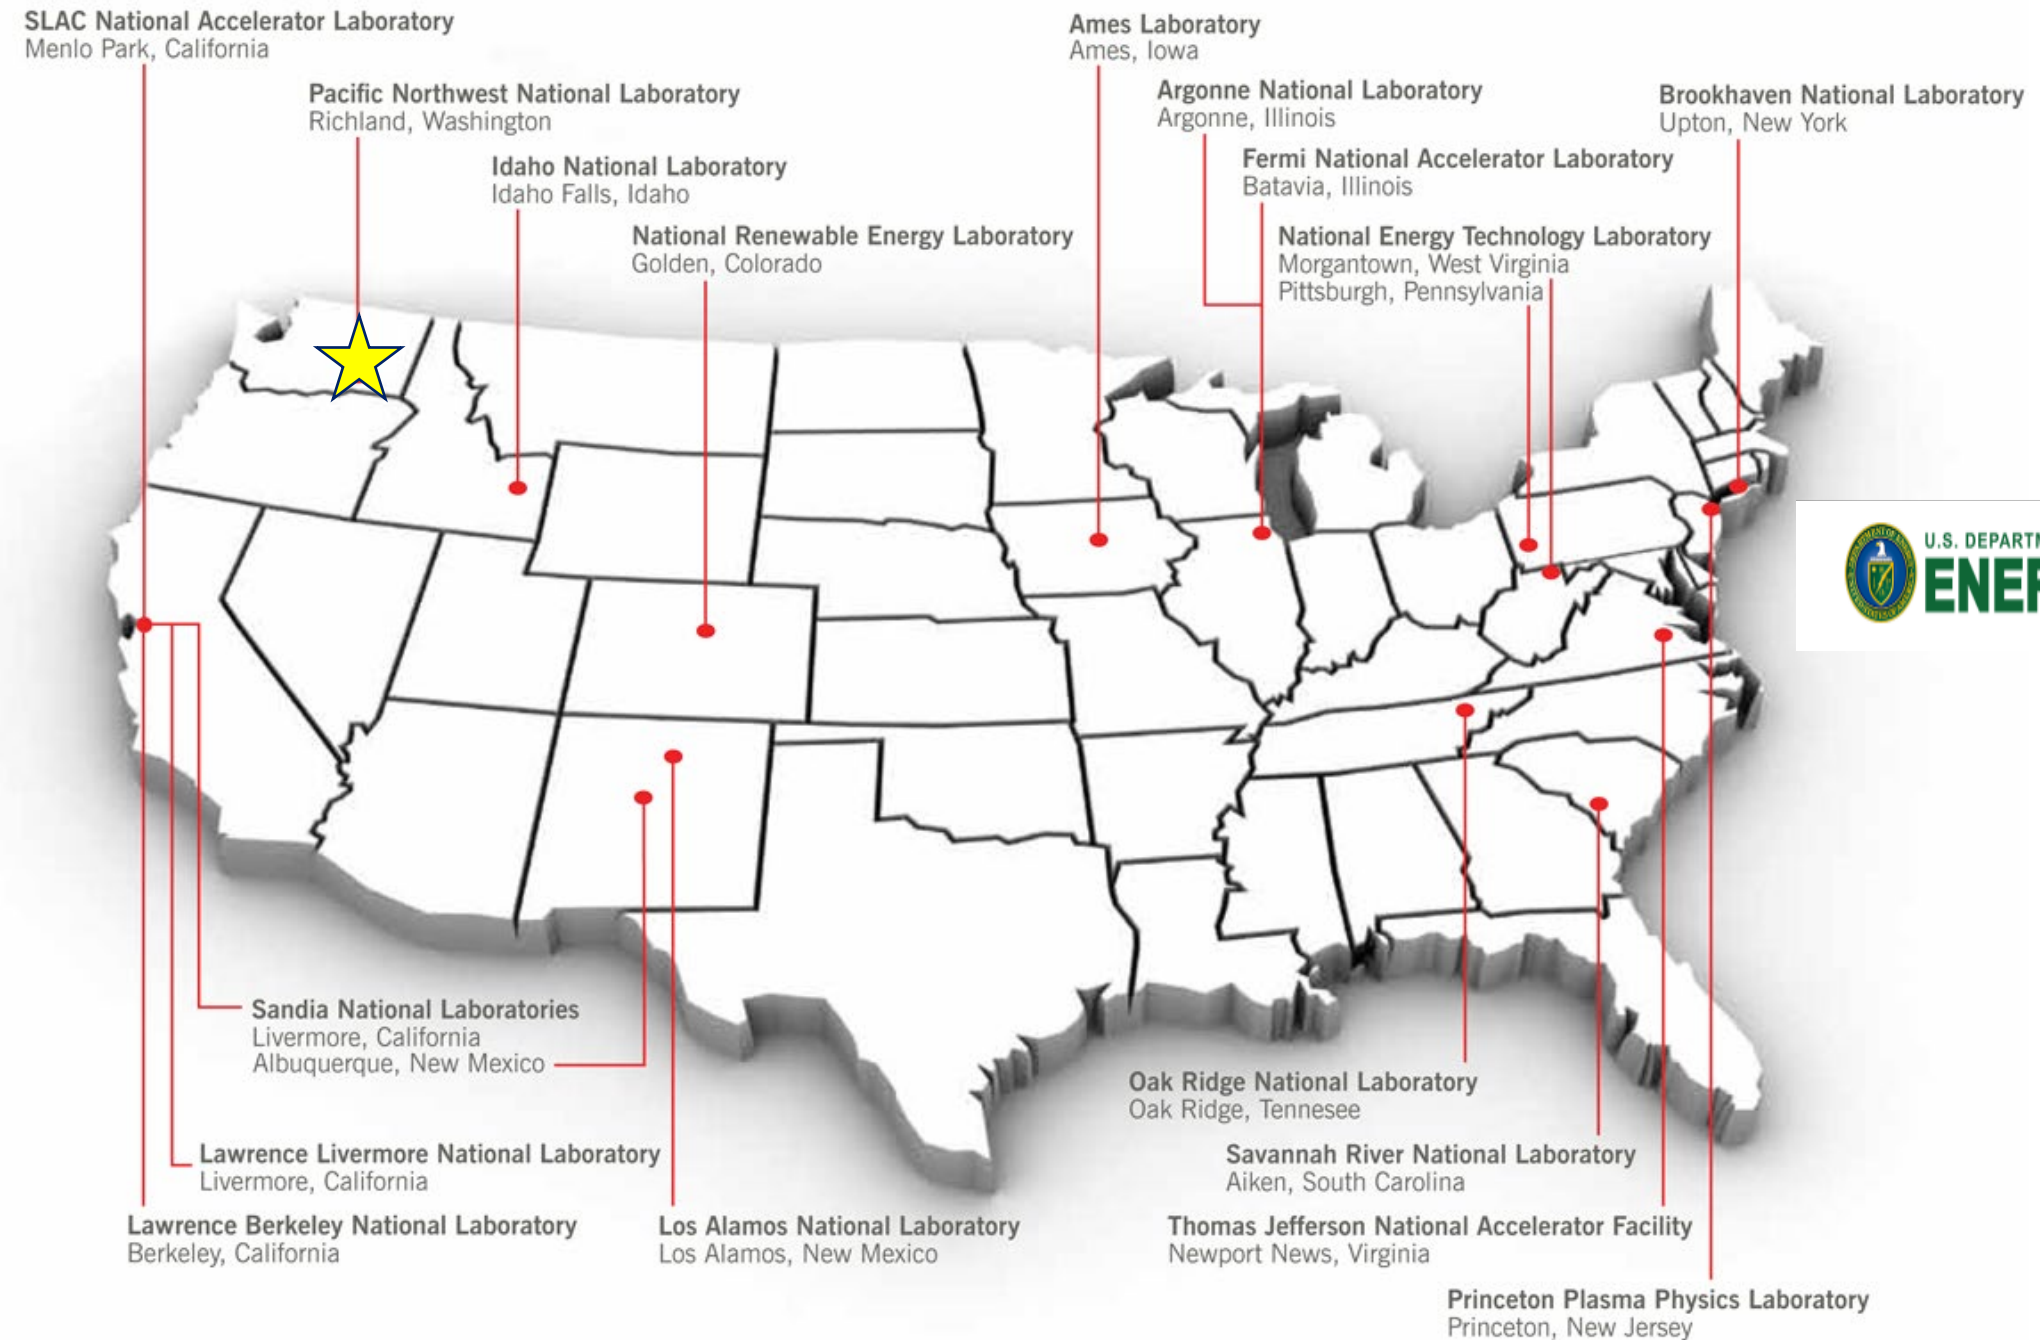 SLAC National Accelerator Laboratory
Menlo Park, California
Ames Laboratory
Ames, Iowa
Pacific Northwest National Laboratory
Richland, Washington
Argonne National Laboratory
Argonne, Illinois
Brookhaven National Laboratory
Upton, New York
Idaho National Laboratory
Idaho Falls, Idaho
Fermi National Accelerator Laboratory
Batavia, Illinois
National Renewable Energy Laboratory
Golden, Colorado
National Energy Technology Laboratory
Morgantown, West Virginia
Pittsburgh, Pennsylvania
U.S.
Sandia National Laboratories
Livermore, California
Albuquerque, New Mexico
Oak Ridge National Laboratory
Oak Ridge, Tennesee
Lawrence Livermore National Laboratory
Livermore, California
Savannah River National Laboratory
Aiken, South Carolina
Lawrence Berkeley National Laboratory
Berkeley, California
Los Alamos National Laboratory
Los Alamos, New Mexico
Thomas Jefferson National Accelerator Facility
Newport News, Virginia
Princeton Plasma Physics Laboratory
Princeton, New Jersey